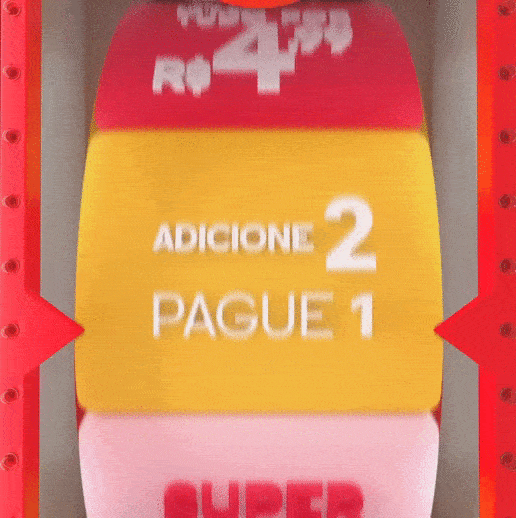 R$ 4,99
ADICIONE 2
PAGUE 1
SUPER